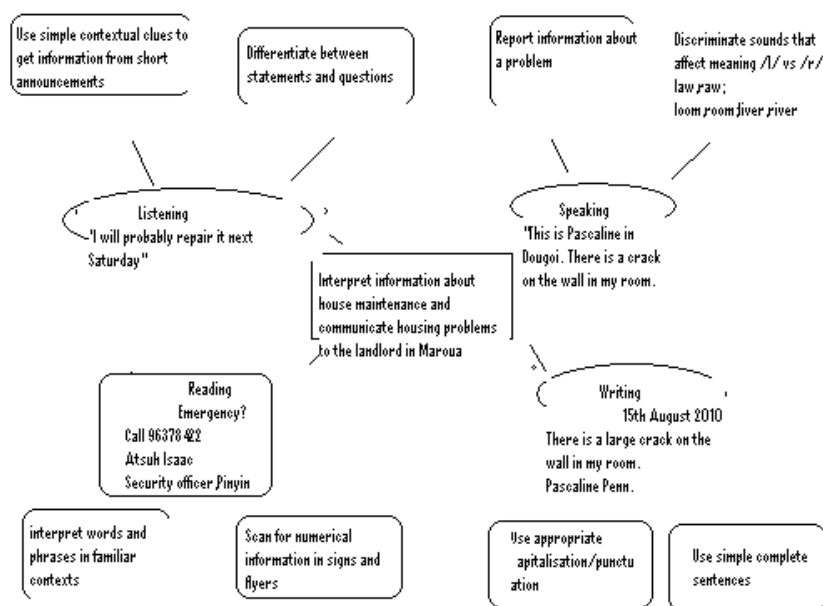 Use simple contextual clues to
get information from short
announcements
Differentiate between
statements and questions
Report information about
a problem
Discriminate sounds that
affect meaning /l/ vs /r/
law,raw;
loom,room;liver,river
Listening
"I will probably repair it next
Saturday"
Speaking
"This is Pascaline in
Dougoi. There is a crack
on the wall in my room.
Interpret information about
house maintenance and
communicate housing problems
to the landlord in Maroua
Reading
Emergency?
Call 96378422
Atsuh Isaac
Security officer,Pinyin
Writing
15th August 2010
There is a large crack on the
wall in my room.
Pascaline Penn.
interpret words and
phrases in familiar
contexts
Scan for numerical
information in signs and
flyers
Use appropriate
apitalisation/punctu
ation
Use simple complete
sentences